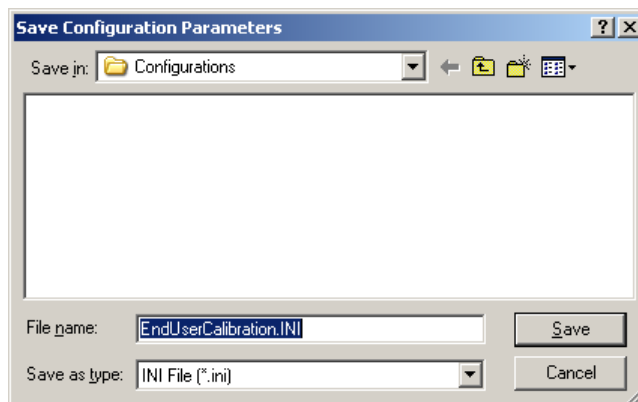 Save Configuration Parameters
Save in: Configurations
File name: EndUserCalibration.INI Save
Save as type: INI File (*.ini) Cancel